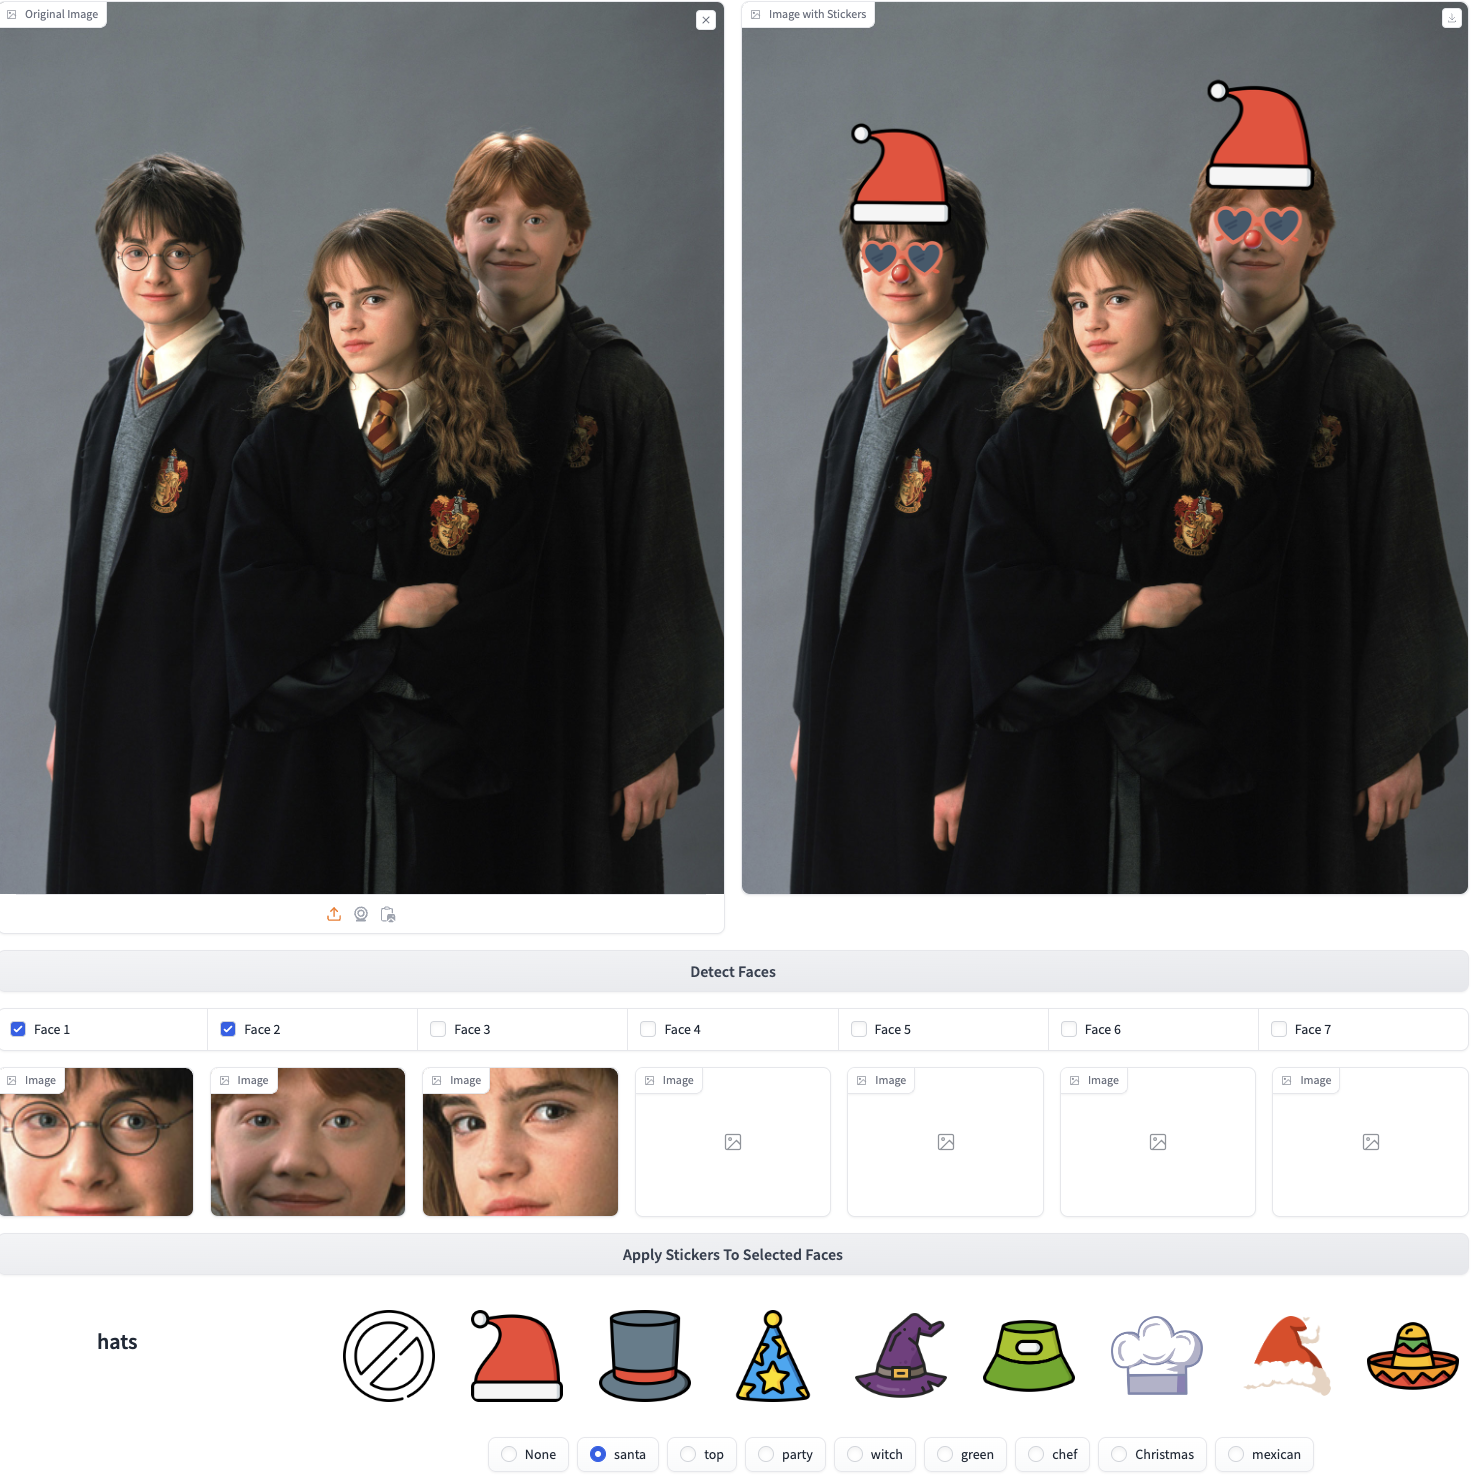 Original Image
Image with Stickers
Detect Faces
Face 1
Face 2
Face 3
Face 4
Face 5
Face 6
Face 7
Image
Image
Image
Image
Image
Image
Image
Apply Stickers To Selected Faces
hats
None
santa
top
party
witch
green
chef
Christmas
mexican